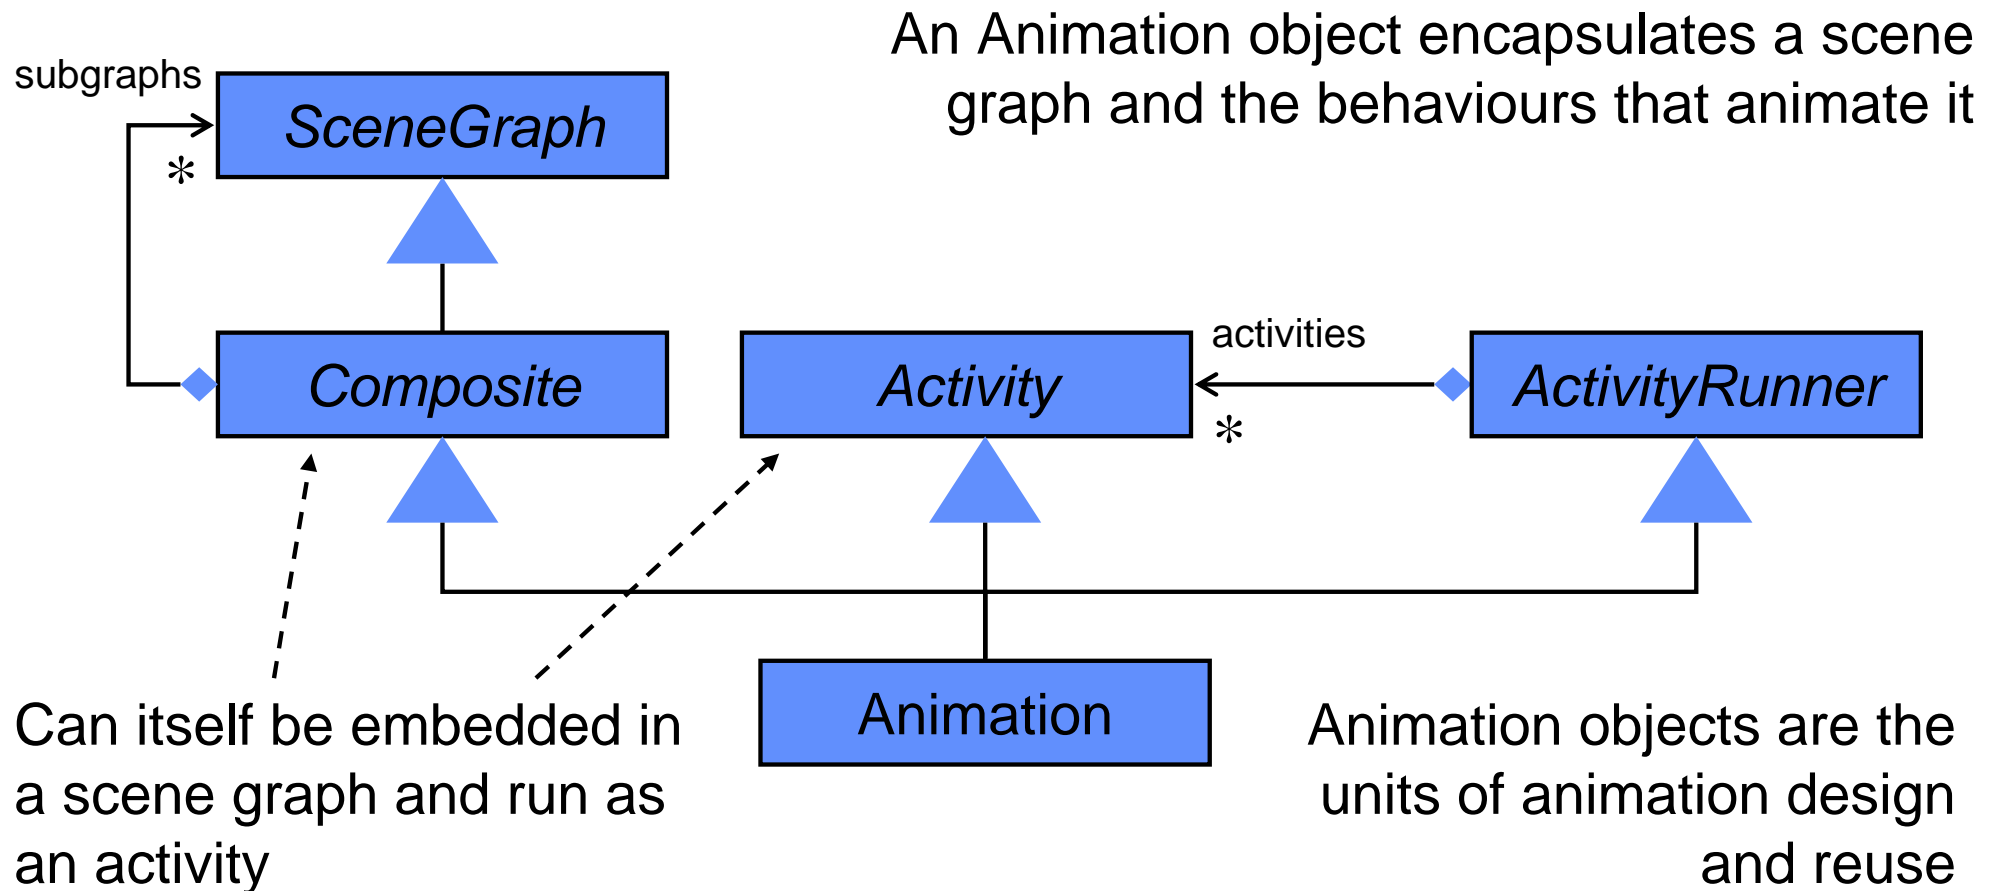 An Animation object encapsulates a scene
graph and the behaviours that animate it
subgraphs
SceneGraph
*
activities
Composite
Activity
ActivityRunner
*
Animation
Can itself be embedded in
a scene graph and run as
an activity
Animation objects are the
units of animation design
and reuse